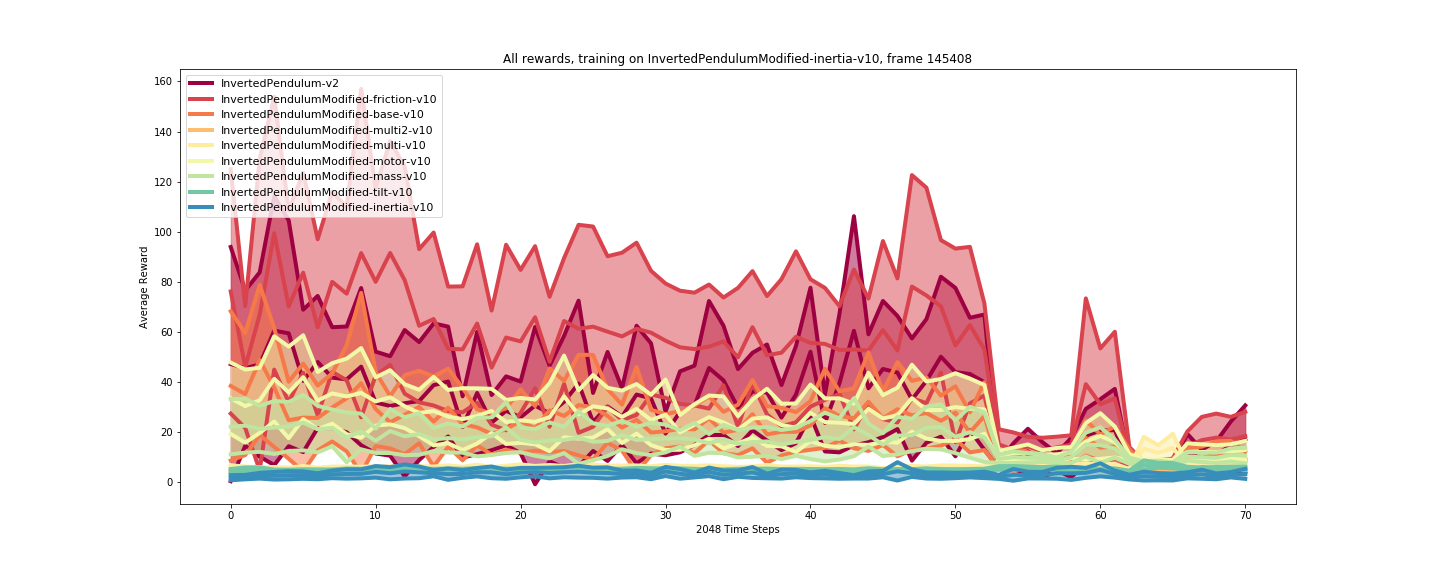 All rewards, training on InvertedPendulumModified-inertia-v10, frame 145408
InvertedPendulum-v2
InvertedPendulumModified-friction-v10
InvertedPendulumModified-base-v10
InvertedPendulumModified-multi2-v10
InvertedPendulumModified-multi-v10
InvertedPendulumModified-motor-v10
InvertedPendulumModified-mass-v10
InvertedPendulumModified-tilt-v10
InvertedPendulumModified-inertia-v10
Average Reward
160
140
120
100
80
60
40
20
0
0 10 20 30 40 50 60 70
2048 Time Steps